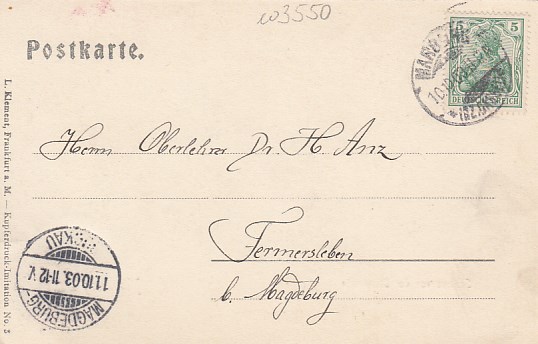 w3550
Postkarte.
5
DEUTSCHES REICH
Herrn Oberlehrer Dr. H. Anz
Fermersleben
b. Magdeburg
MAGDEBURG
11.10.03. 11-12 V.
L. Klement, Frankfurt a. M. — Kupferdruck-Imitation No. 3